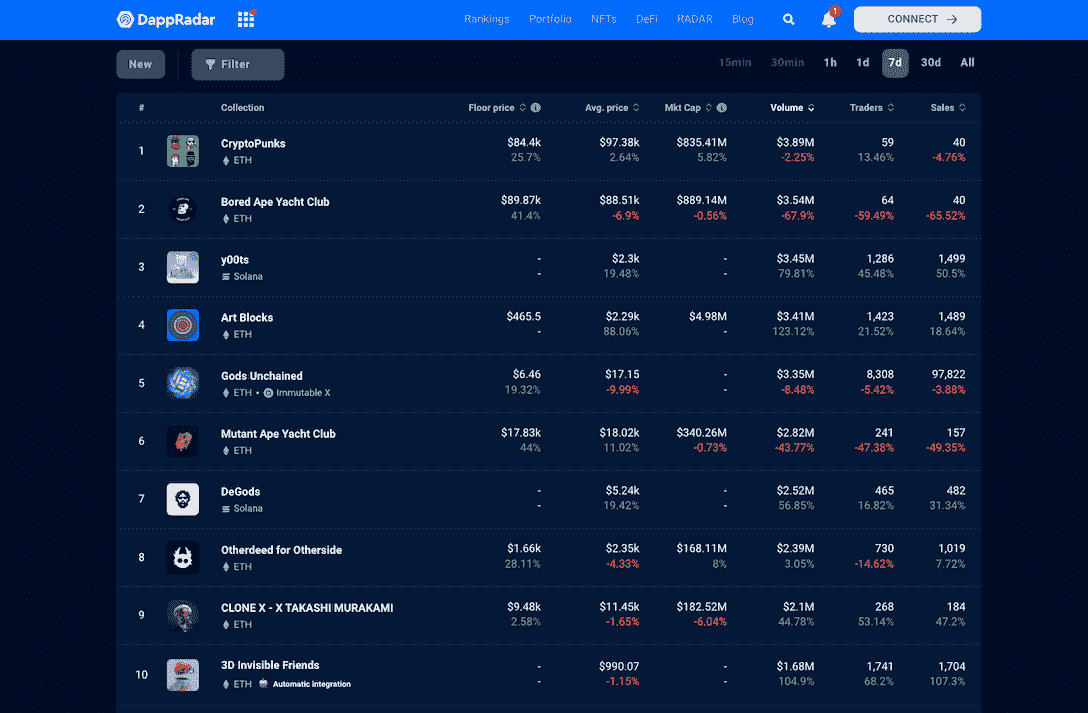 DappRadar Rankings Portfolio NFTs DeFi RADAR Blog 1 CONNECT →
New Filter 15min 30min 1h 1d 7d 30d All
# Collection Floor price Avg. price Mkt Cap Volume Traders Sales
1 CryptoPunks $84.4k $97.38k $835.41M $3.89M 59 40
ETH 25.7% 2.64% 5.82% -2.25% 13.46% -4.76%
2 Bored Ape Yacht Club $89.87k $88.51k $889.14M $3.54M 64 40
ETH 41.4% -6.9% -0.56% -67.9% -59.49% -65.52%
3 y00ts - $2.3k - $3.45M 1,286 1,499
Solana - 19.48% - 79.81% 45.48% 50.5%
4 Art Blocks $465.5 $2.29k $4.98M $3.41M 1,423 1,489
ETH - 88.06% - 123.12% 21.52% 18.64%
5 Gods Unchained $6.46 $17.15 - $3.35M 8,308 97,822
ETH • Immutable X 19.32% -9.99% - -8.48% -5.42% -3.88%
6 Mutant Ape Yacht Club $17.83k $18.02k $340.26M $2.82M 241 157
ETH 44% 11.02% -0.73% -43.77% -47.38% -49.35%
7 DeGods - $5.24k - $2.52M 465 482
Solana - 19.42% - 56.85% 16.82% 31.34%
8 Otherdeed for Otherside $1.66k $2.35k $168.11M $2.39M 730 1,019
ETH 28.11% -4.33% 8% 3.05% -14.62% 7.72%
9 CLONE X - X TAKASHI MURAKAMI $9.48k $11.45k $182.52M $2.1M 268 184
ETH 2.58% -1.65% -6.04% 44.78% 53.14% 47.2%
10 3D Invisible Friends - $990.07 - $1.68M 1,741 1,704
ETH Automatic integration - -1.15% - 104.9% 68.2% 107.3%